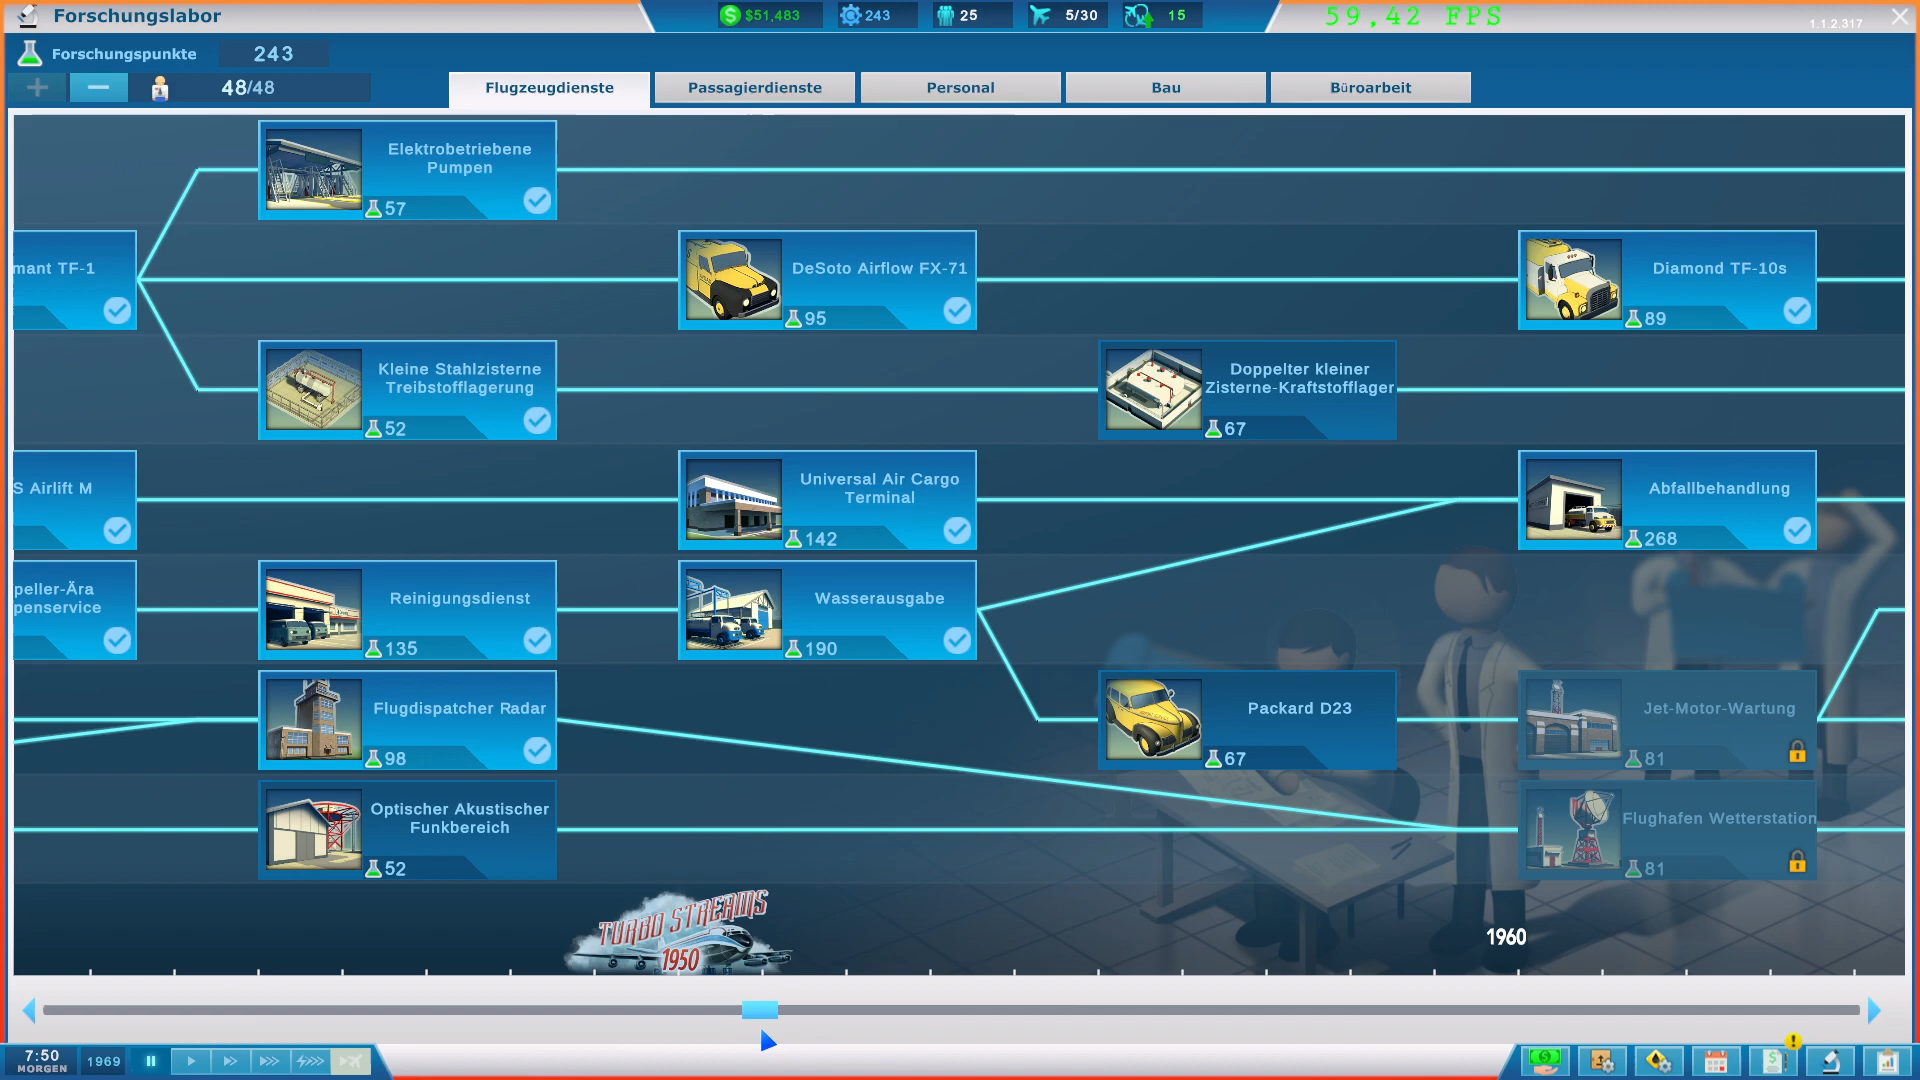 Forschungslabor
$51,483
243
25
5/30
15
59,42 FPS
1.1.2.317
Forschungspunkte
243
48/48
Flugzeugdienste
Passagierdienste
Personal
Bau
Büroarbeit
Elektrobetriebene
Pumpen
57
mant TF-1
DeSoto Airflow FX-71
95
Diamond TF-10s
89
Kleine Stahlzisterne
Treibstofflagerung
52
Doppelter kleiner
Zisterne-Kraftstofflager
67
S Airlift M
Universal Air Cargo
Terminal
142
Abfallbehandlung
268
peller-Ära
penservice
Reinigungsdienst
135
Wasserausgabe
190
Flugdispatcher Radar
98
Packard D23
67
Jet-Motor-Wartung
81
Optischer Akustischer
Funkbereich
52
Flughafen Wetterstation
81
TURBO STREAMS
1950
1960
7:50
MORGEN
1969